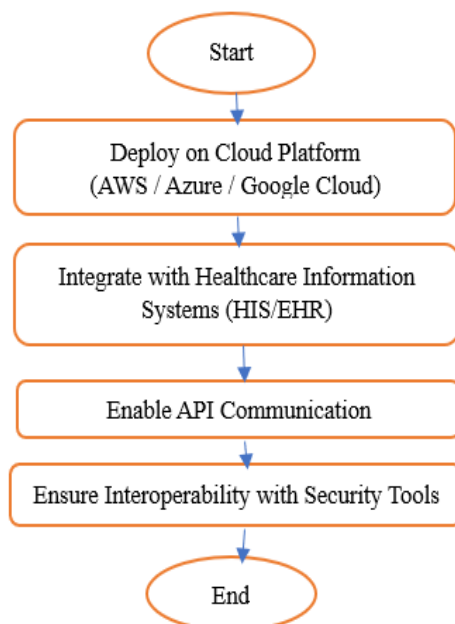 Start
Deploy on Cloud Platform
(AWS / Azure / Google Cloud)
Integrate with Healthcare Information
Systems (HIS/EHR)
Enable API Communication
Ensure Interoperability with Security Tools
End